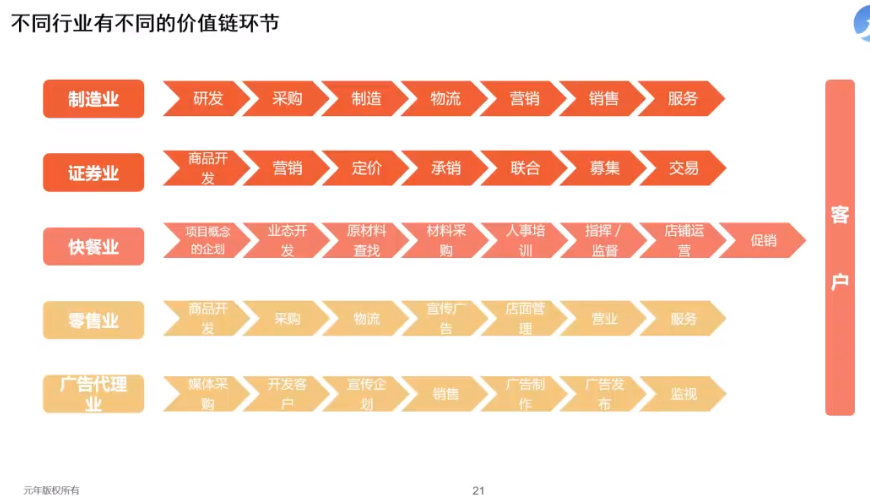 不同行业有不同的价值链环节
制造业
研发
采购
制造
物流
营销
销售
服务
证券业
商品开
发
营销
定价
承销
联合
募集
交易
快餐业
项目概念
的企划
业态开
发
原材料
查找
材料采
购
人事培
训
指挥/
监督
店铺运
营
促销
零售业
商品开
发
采购
物流
宣传广
告
店面管
理
营业
服务
广告代理
业
媒体采
购
开发客
户
宣传企
划
销售
广告制
作
广告发
布
监视
客
户
元年版权所有
21